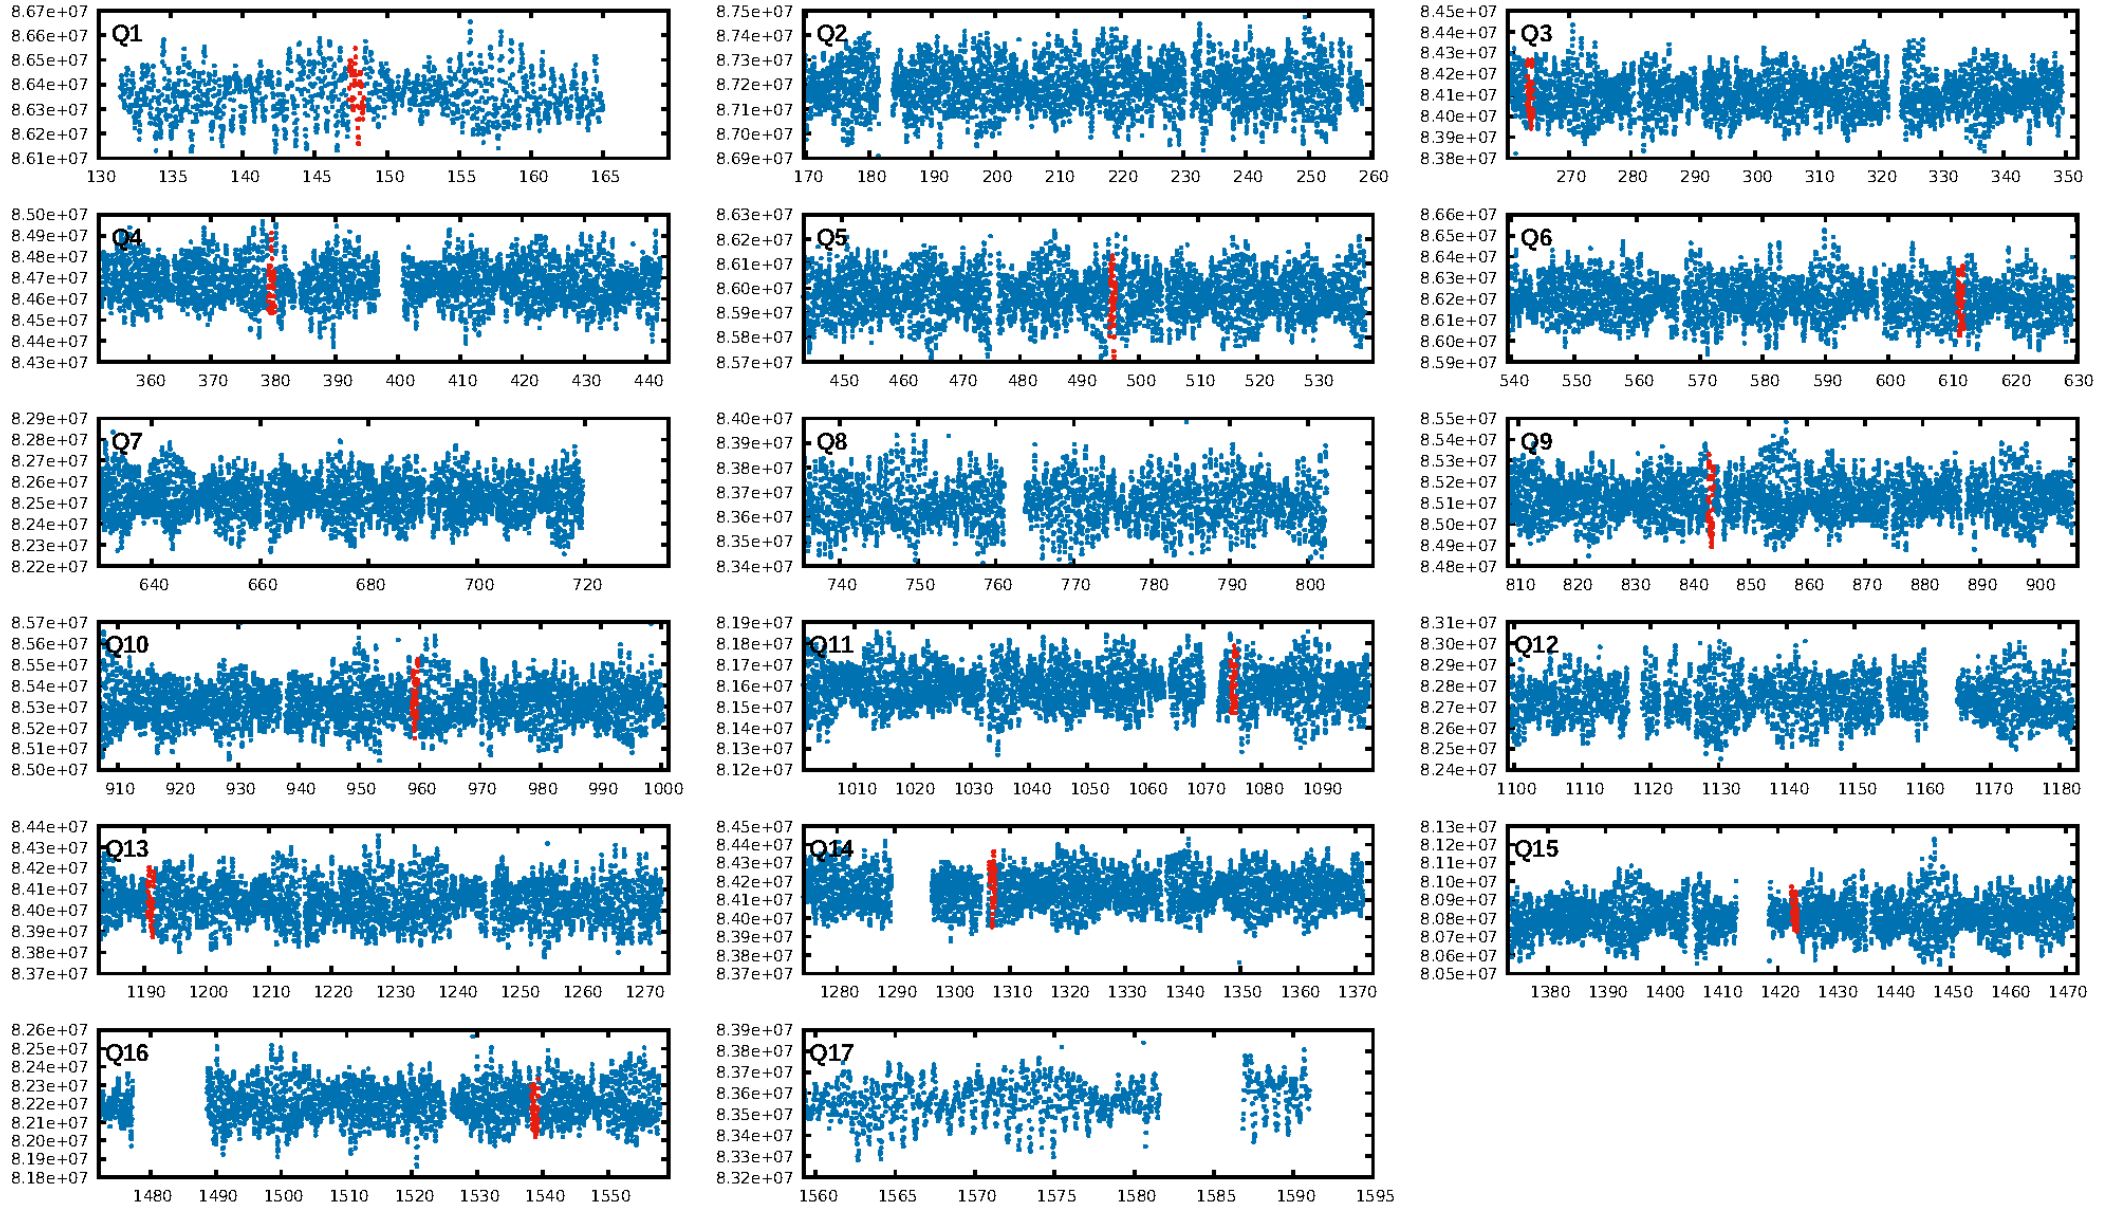 8.67e+07
8.66e+07
8.65e+07
8.64e+07
8.63e+07
8.62e+07
8.61e+07
Q1
130 135 140 145 150 155 160 165
8.75e+07
8.74e+07
8.73e+07
8.72e+07
8.71e+07
8.70e+07
8.69e+07
Q2
170 180 190 200 210 220 230 240 250 260
8.45e+07
8.44e+07
8.43e+07
8.42e+07
8.41e+07
8.40e+07
8.39e+07
8.38e+07
Q3
270 280 290 300 310 320 330 340 350
8.50e+07
8.49e+07
8.48e+07
8.47e+07
8.46e+07
8.45e+07
8.44e+07
8.43e+07
Q4
360 370 380 390 400 410 420 430 440
8.63e+07
8.62e+07
8.61e+07
8.60e+07
8.59e+07
8.58e+07
8.57e+07
Q5
450 460 470 480 490 500 510 520 530
8.66e+07
8.65e+07
8.64e+07
8.63e+07
8.62e+07
8.61e+07
8.60e+07
8.59e+07
Q6
540 550 560 570 580 590 600 610 620 630
8.29e+07
8.28e+07
8.27e+07
8.26e+07
8.25e+07
8.24e+07
8.23e+07
8.22e+07
Q7
640 660 680 700 720
8.40e+07
8.39e+07
8.38e+07
8.37e+07
8.36e+07
8.35e+07
8.34e+07
Q8
740 750 760 770 780 790 800
8.55e+07
8.54e+07
8.53e+07
8.52e+07
8.51e+07
8.50e+07
8.49e+07
8.48e+07
Q9
810 820 830 840 850 860 870 880 890 900
8.57e+07
8.56e+07
8.55e+07
8.54e+07
8.53e+07
8.52e+07
8.51e+07
8.50e+07
Q10
910 920 930 940 950 960 970 980 990 1000
8.19e+07
8.18e+07
8.17e+07
8.16e+07
8.15e+07
8.14e+07
8.13e+07
8.12e+07
Q11
1010 1020 1030 1040 1050 1060 1070 1080 1090
8.31e+07
8.30e+07
8.29e+07
8.28e+07
8.27e+07
8.26e+07
8.25e+07
8.24e+07
Q12
1100 1110 1120 1130 1140 1150 1160 1170 1180
8.44e+07
8.43e+07
8.42e+07
8.41e+07
8.40e+07
8.39e+07
8.38e+07
8.37e+07
Q13
1190 1200 1210 1220 1230 1240 1250 1260 1270
8.45e+07
8.44e+07
8.43e+07
8.42e+07
8.41e+07
8.40e+07
8.39e+07
8.38e+07
8.37e+07
Q14
1280 1290 1300 1310 1320 1330 1340 1350 1360 1370
8.13e+07
8.12e+07
8.11e+07
8.10e+07
8.09e+07
8.08e+07
8.07e+07
8.06e+07
8.05e+07
Q15
1380 1390 1400 1410 1420 1430 1440 1450 1460 1470
8.26e+07
8.25e+07
8.24e+07
8.23e+07
8.22e+07
8.21e+07
8.20e+07
8.19e+07
8.18e+07
Q16
1480 1490 1500 1510 1520 1530 1540 1550
8.39e+07
8.38e+07
8.37e+07
8.36e+07
8.35e+07
8.34e+07
8.33e+07
8.32e+07
Q17
1560 1565 1570 1575 1580 1585 1590 1595